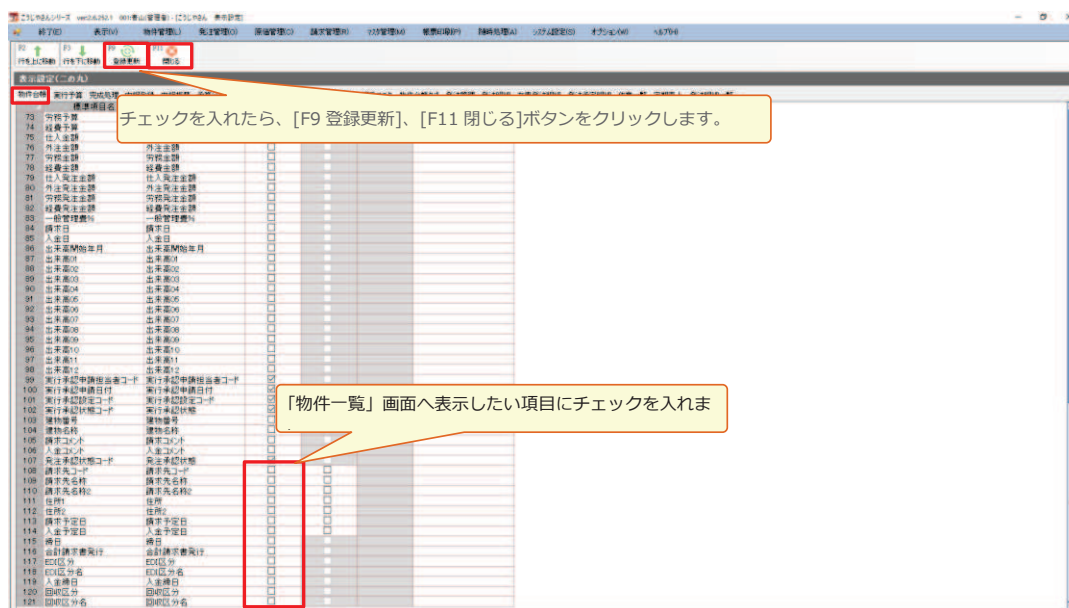 こうじやさんシリーズ
終了(X) 表示(V) 物件管理(L) 発注管理(O) 原価管理(C) 請求管理(R) マスタ管理(M) 帳票印刷(P) 随時処理(A) システム設定(S) オプション(W) ヘルプ(H)
F2 F3 F9 F11
行を上に移動 行を下に移動 登録更新 閉じる
表示設定(二の九)
物件台帳 実行予算 完成処理
標準項目名
チェックを入れたら、[F9 登録更新]、[F11 閉じる]ボタンをクリックします。
73 労務予算
74 経費予算
75 仕入金額
76 外注金額 外注金額
77 労務金額 労務金額
78 経費金額 経費金額
79 仕入発注金額 仕入発注金額
80 外注発注金額 外注発注金額
81 労務発注金額 労務発注金額
82 経費発注金額 経費発注金額
83 一般管理費% 一般管理費%
84 請求日 請求日
85 入金日 入金日
86 出来高開始年月 出来高開始年月
87 出来高01 出来高01
88 出来高02 出来高02
89 出来高03 出来高03
90 出来高04 出来高04
91 出来高05 出来高05
92 出来高06 出来高06
93 出来高07 出来高07
94 出来高08 出来高08
95 出来高09 出来高09
96 出来高10 出来高10
97 出来高11 出来高11
98 出来高12 出来高12
99 実行承認申請担当者コード 実行承認申請担当者コード
100 実行承認申請日付 実行承認申請日付
101 実行承認設定コード 実行承認設定コード
102 実行承認状態コード 実行承認状態
「物件一覧」画面へ表示したい項目にチェックを入れま
103 建物番号 建物番号
104 建物名称 建物名称
105 請求コメント 請求コメント
106 入金コメント 入金コメント
107 発注承認状態コード 発注承認状態
108 請求先コード 請求先コード
109 請求先名称 請求先名称
110 請求先名称2 請求先名称2
111 住所1 住所
112 住所2 住所2
113 請求予定日 請求予定日
114 入金予定日 入金予定日
115 締日 締日
116 合計請求書発行 合計請求書発行
117 EDI区分 EDI区分
118 EDI区分名 EDI区分名
119 入金締日 入金締日
120 回収区分 回収区分
121 回収区分名 回収区分名